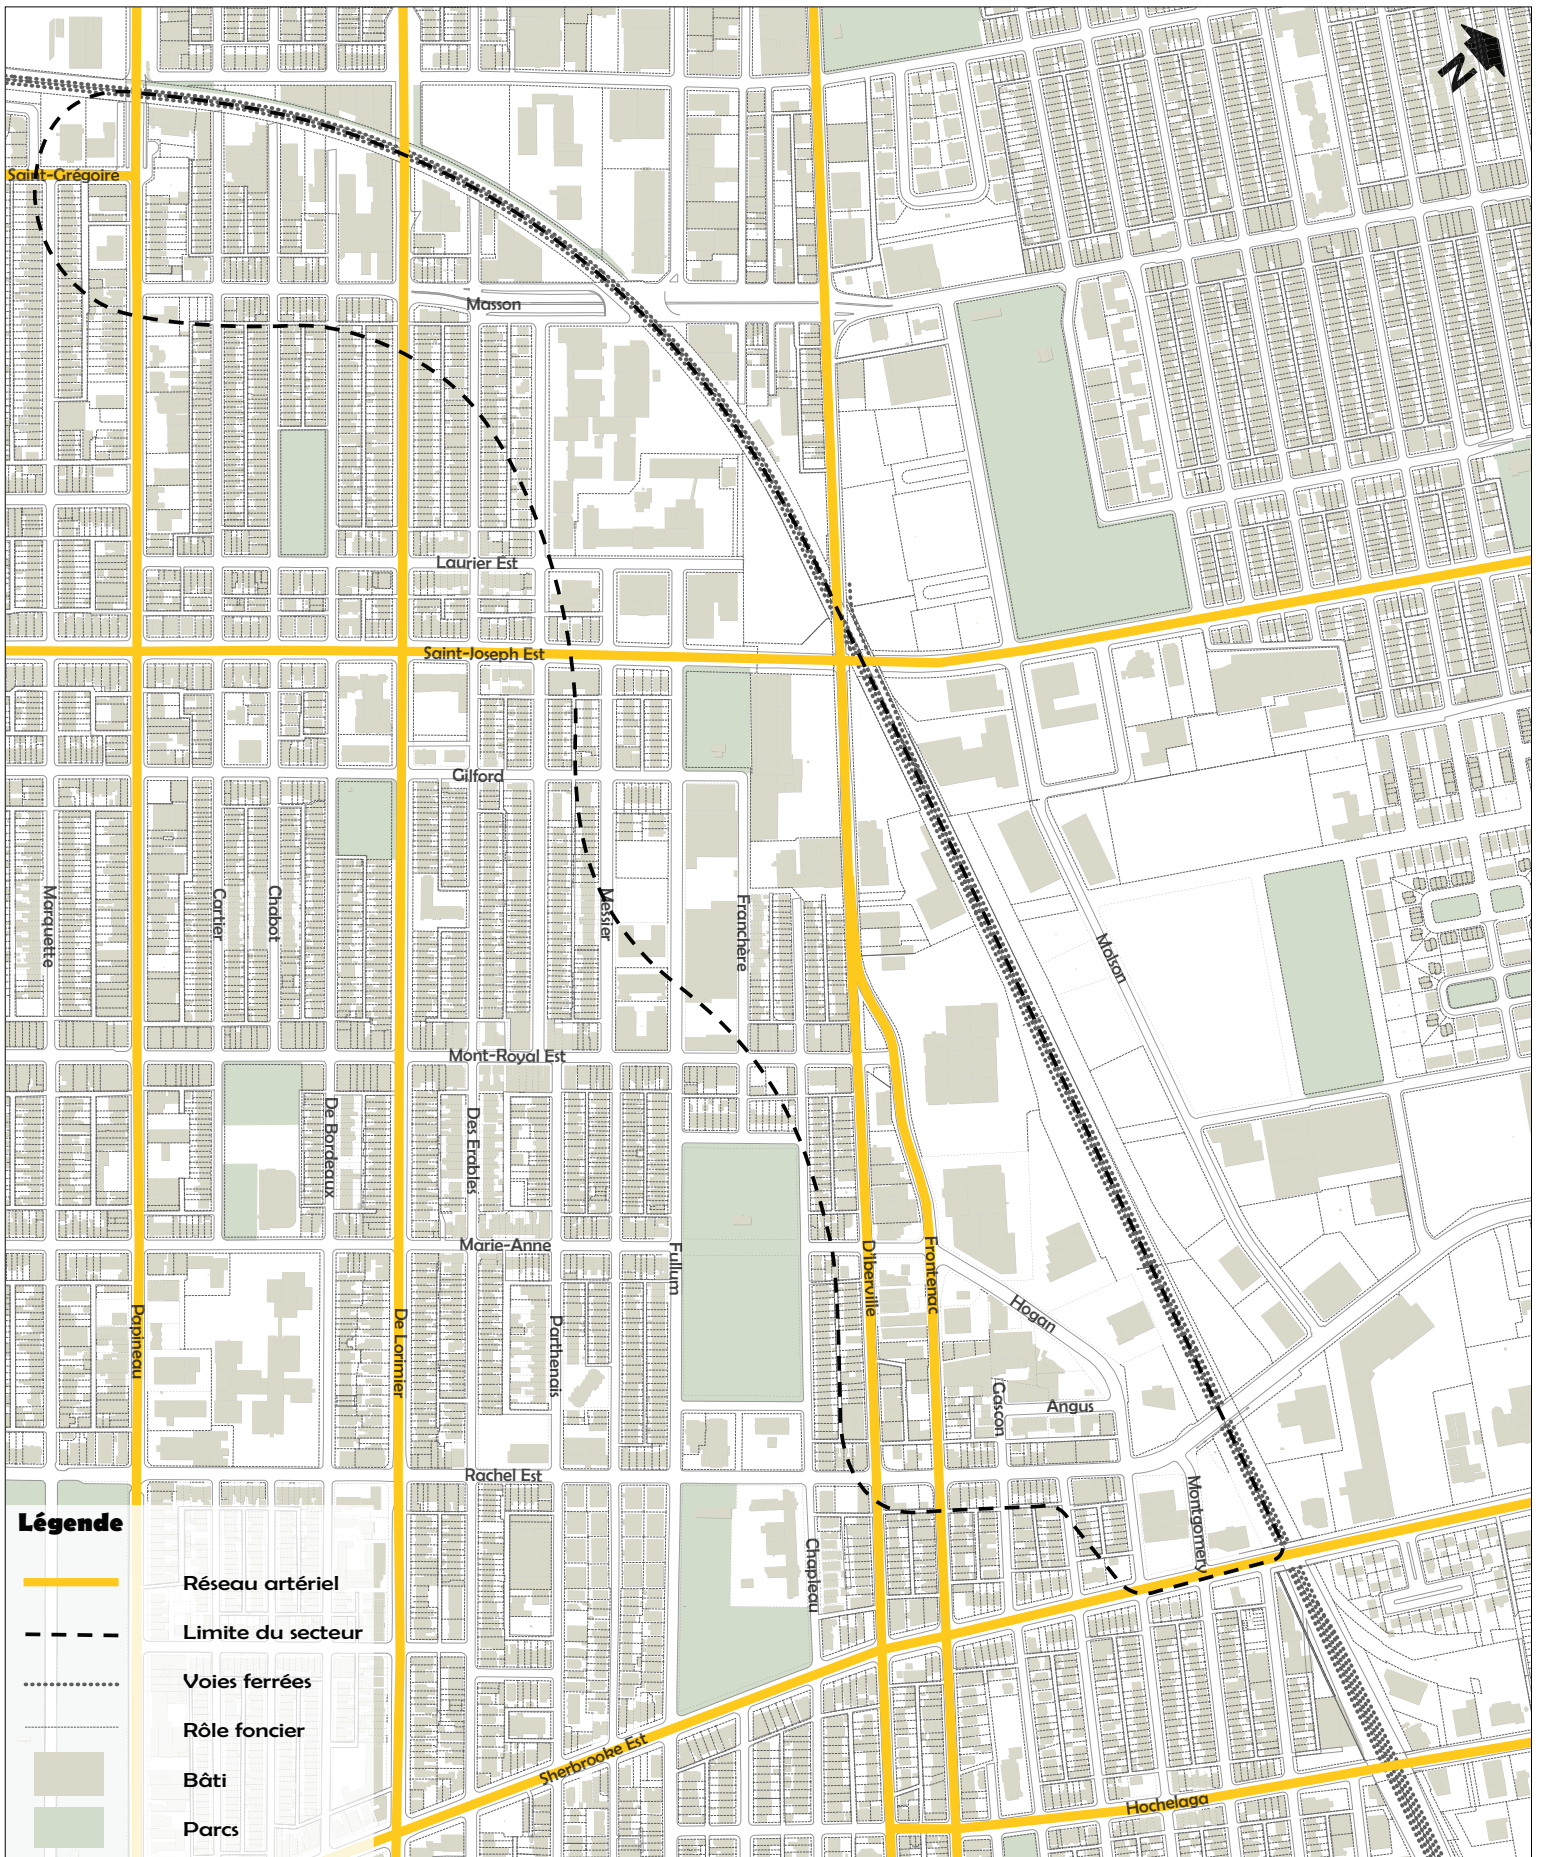 N
Saint-Grégoire
Masson
Laurier Est
Saint-Joseph Est
Gilford
Marquette
Cartier
Chabot
Messier
Franchère
Molson
Mont-Royal Est
De Bordeaux
Des Erables
Marie-Anne
Fullum
D'Iberville
Frontenac
Hogan
Papineau
De Lorimier
Parthenais
Gascon
Angus
Rachel Est
Montgomery
Chapleau
Sherbrooke Est
Hochelaga
Légende
Réseau artériel
Limite du secteur
Voies ferrées
Rôle foncier
Bâti
Parcs